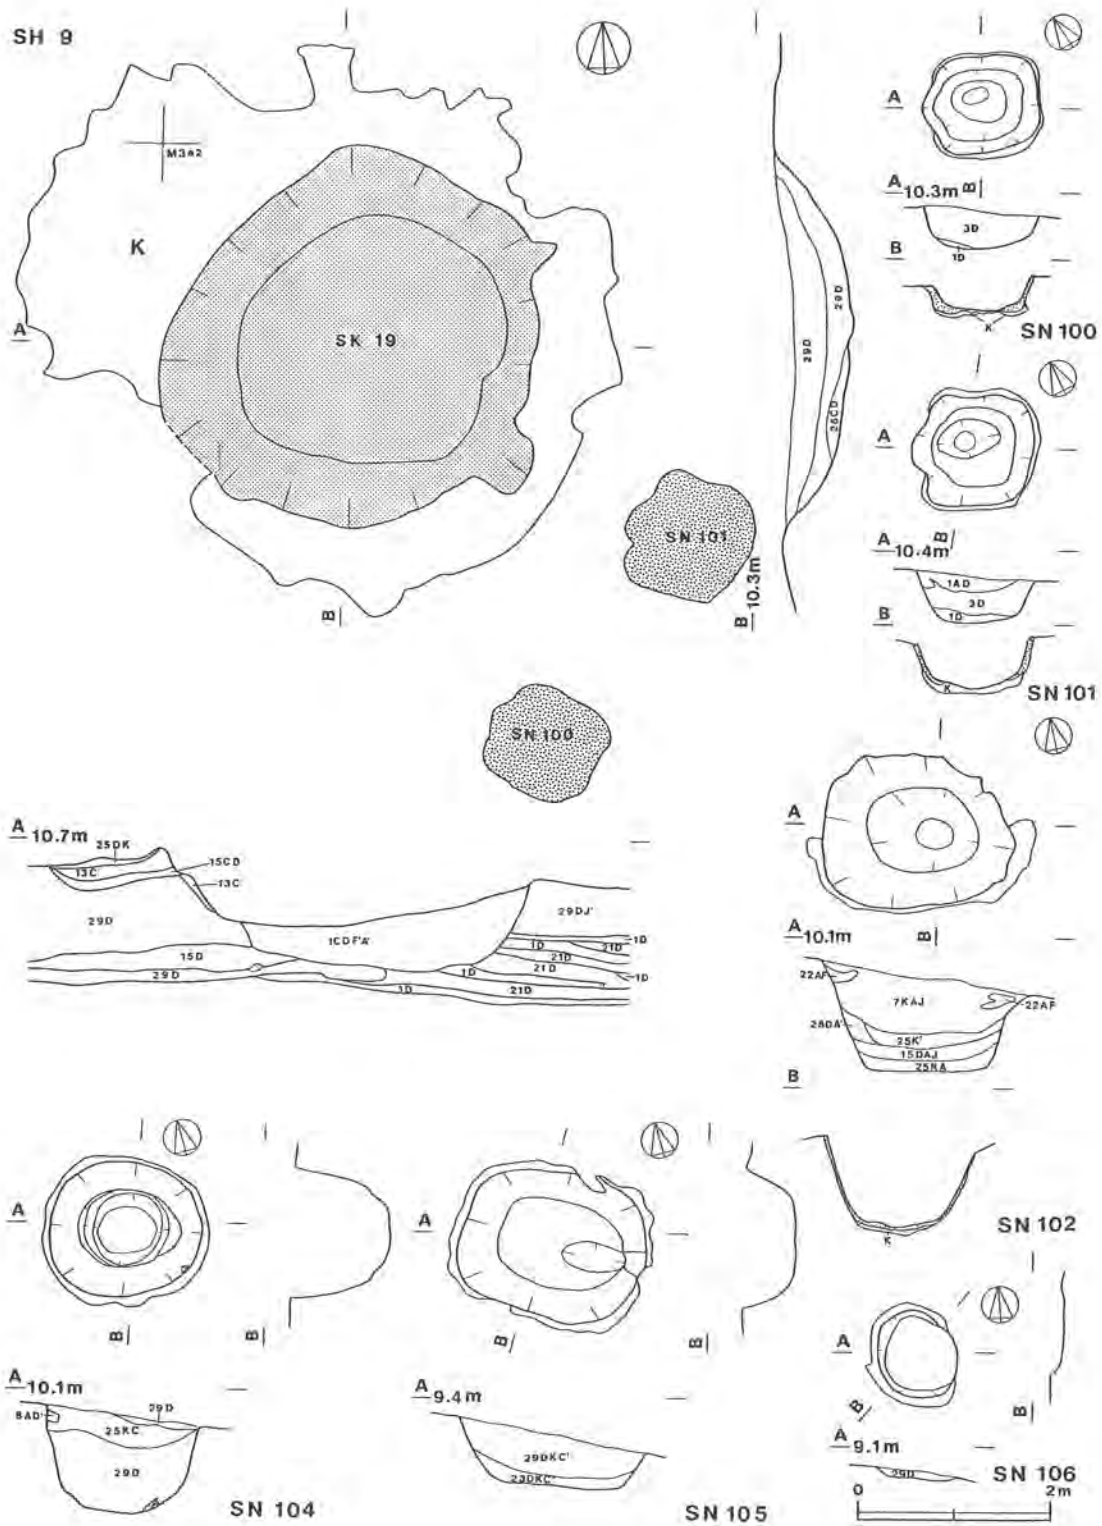 SH 9
M3a2
K
A
SK 19
B
SN 101
SN 100
B 10.3m
29D
29D
26CD
A
A 10.3m B
3D
1D
B
K
SN 100
A
A 10.4m B
1AD
3D
1D
B
K
SN 101
A
B
A 10.1m
22AF
7KAJ
22AF
28DA'
25K'
15DAJ
25KA
B
K
SN 102
A 10.7m
25DK
13C
15CD
13C
29D
15D
29D
1CDF'A'
1D
29DJ'
1D
1D
21D
21D
21D
1D
1D
21D
A
B
B
A 10.1m
8AD'
29D
25KC
29D
SN 104
A
B
B
A 9.4m
29DKC'
23DKC'
SN 105
A
B
B
A 9.1m
29D
SN 106
0 2m